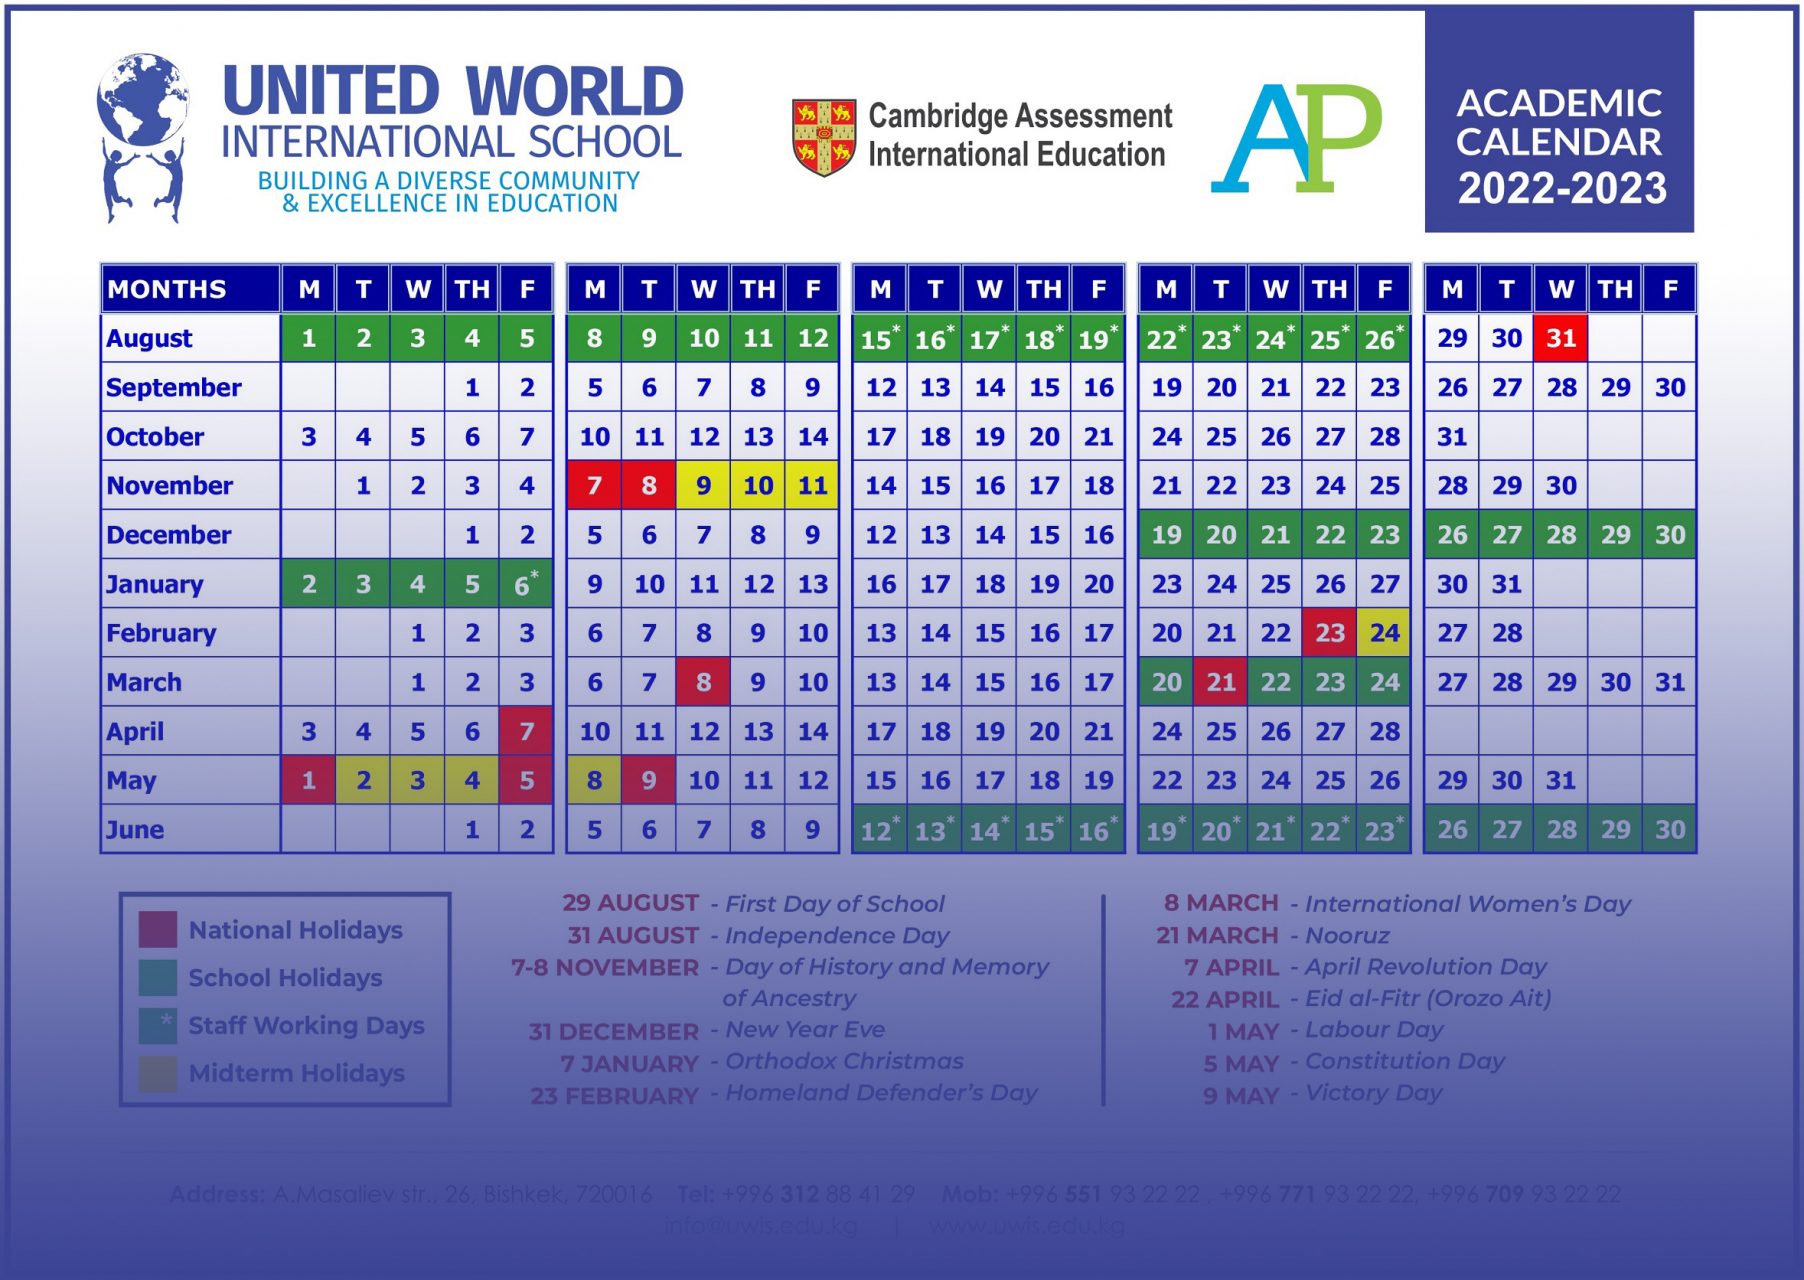 UNITED WORLD
INTERNATIONAL SCHOOL
BUILDING A DIVERSE COMMUNITY
& EXCELLENCE IN EDUCATION
Cambridge Assessment
International Education
AP
ACADEMIC
CALENDAR
2022-2023
MONTHS M T W TH F M T W TH F M T W TH F M T W TH F M T W TH F
August 1 2 3 4 5 8 9 10 11 12 15* 16* 17* 18* 19* 22* 23* 24* 25* 26* 29 30 31
September 1 2 5 6 7 8 9 12 13 14 15 16 19 20 21 22 23 26 27 28 29 30
October 3 4 5 6 7 10 11 12 13 14 17 18 19 20 21 24 25 26 27 28 31
November 1 2 3 4 7 8 9 10 11 14 15 16 17 18 21 22 23 24 25 28 29 30
December 1 2 5 6 7 8 9 12 13 14 15 16 19 20 21 22 23 26 27 28 29 30
January 2 3 4 5 6* 9 10 11 12 13 16 17 18 19 20 23 24 25 26 27 30 31
February 1 2 3 6 7 8 9 10 13 14 15 16 17 20 21 22 23 24 27 28
March 1 2 3 6 7 8 9 10 13 14 15 16 17 20 21 22 23 24 27 28 29 30 31
April 3 4 5 6 7 10 11 12 13 14 17 18 19 20 21 24 25 26 27 28
May 1 2 3 4 5 8 9 10 11 12 15 16 17 18 19 22 23 24 25 26 29 30 31
June 1 2 5 6 7 8 9 12* 13* 14* 15* 16* 19* 20* 21* 22* 23* 26 27 28 29 30
National Holidays
School Holidays
* Staff Working Days
Midterm Holidays
29 AUGUST - First Day of School
31 AUGUST - Independence Day
7-8 NOVEMBER - Day of History and Memory
of Ancestry
31 DECEMBER - New Year Eve
7 JANUARY - Orthodox Christmas
23 FEBRUARY - Homeland Defender's Day
8 MARCH - International Women's Day
21 MARCH - Nooruz
7 APRIL - April Revolution Day
22 APRIL - Eid al-Fitr (Orozo Ait)
1 MAY - Labour Day
5 MAY - Constitution Day
9 MAY - Victory Day
Address: A.Masaliev str., 26, Bishkek, 720016 Tel: +996 312 88 41 29 Mob: +996 551 93 22 22 , +996 771 93 22 22, +996 709 93 22 22
info@uwis.edu.kg | www.uwis.edu.kg